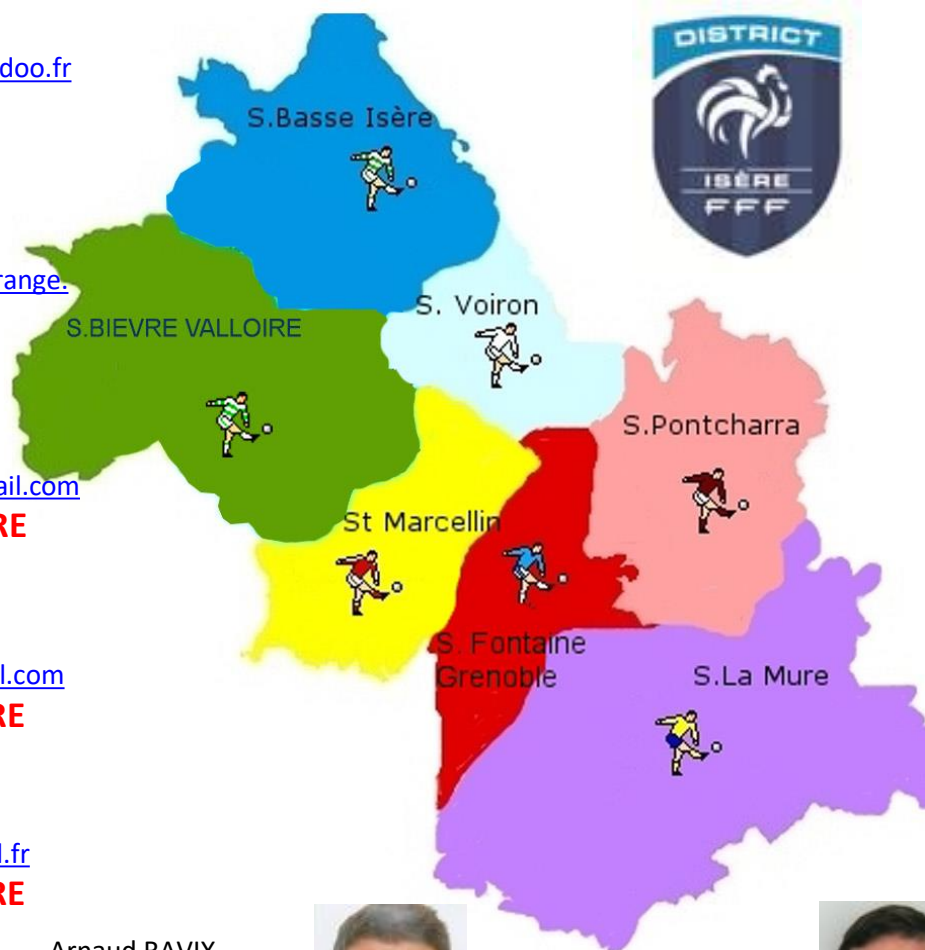 DISTRICT
doo.fr
S.Basse Isère
ISÈRE
FFF
range.
S. Voiron
S.BIEVRE VALLOIRE
S.Pontcharra
ail.com
RE
St Marcellin
S. Fontaine
Grenoble
l.com
S.La Mure
RE
l.fr
RE
Arnaud RAVIX